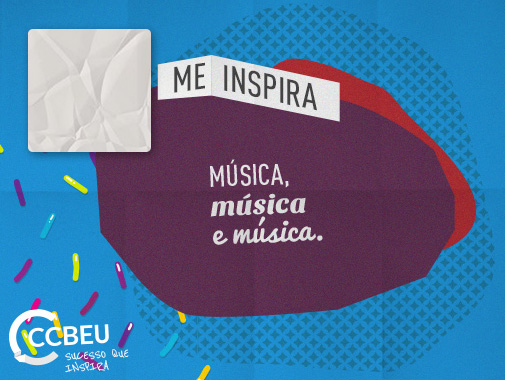 ME INSPIRA
MÚSICA,
música
e música.
CCBEU
SUCESSO QUE
INSPIRA